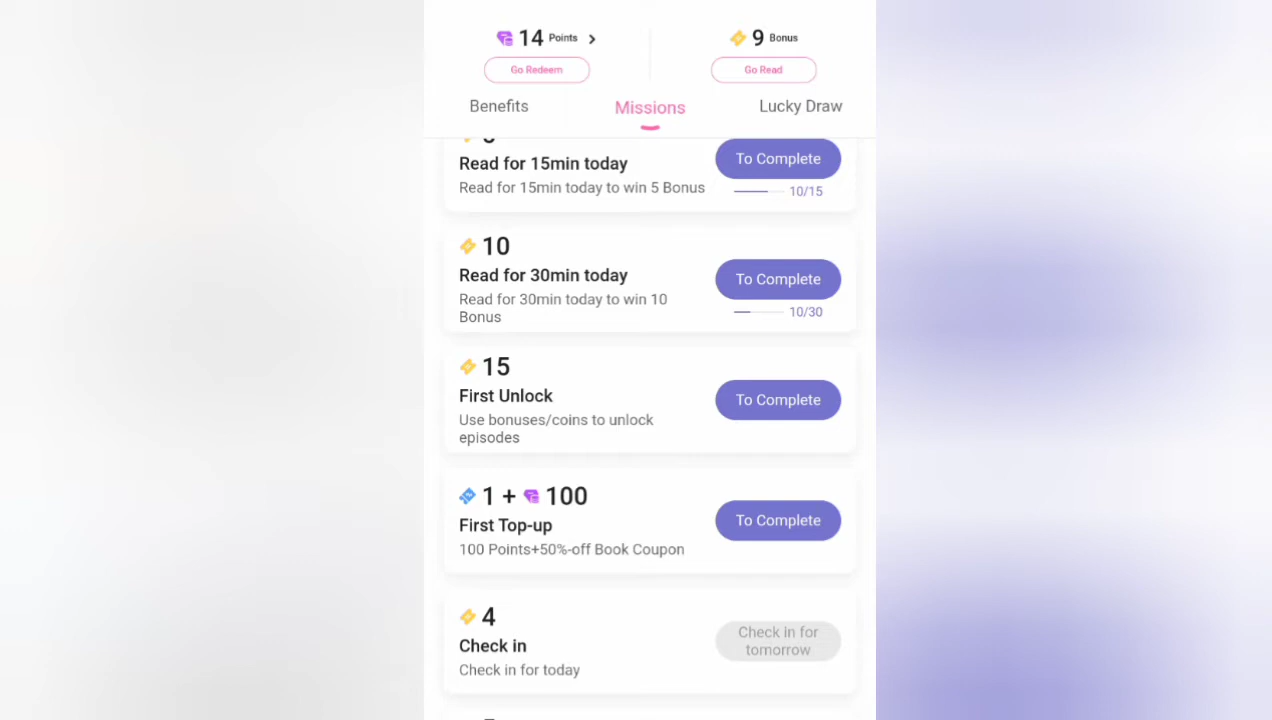 14 Points
9 Bonus
Go Redeem
Go Read
Benefits
Missions
Lucky Draw
Read for 15min today
Read for 15min today to win 5 Bonus
To Complete
10/15
10
Read for 30min today
Read for 30min today to win 10
Bonus
To Complete
10/30
15
First Unlock
Use bonuses/coins to unlock
episodes
To Complete
1 + 100
First Top-up
100 Points+50%-off Book Coupon
To Complete
4
Check in
Check in for today
Check in for
tomorrow